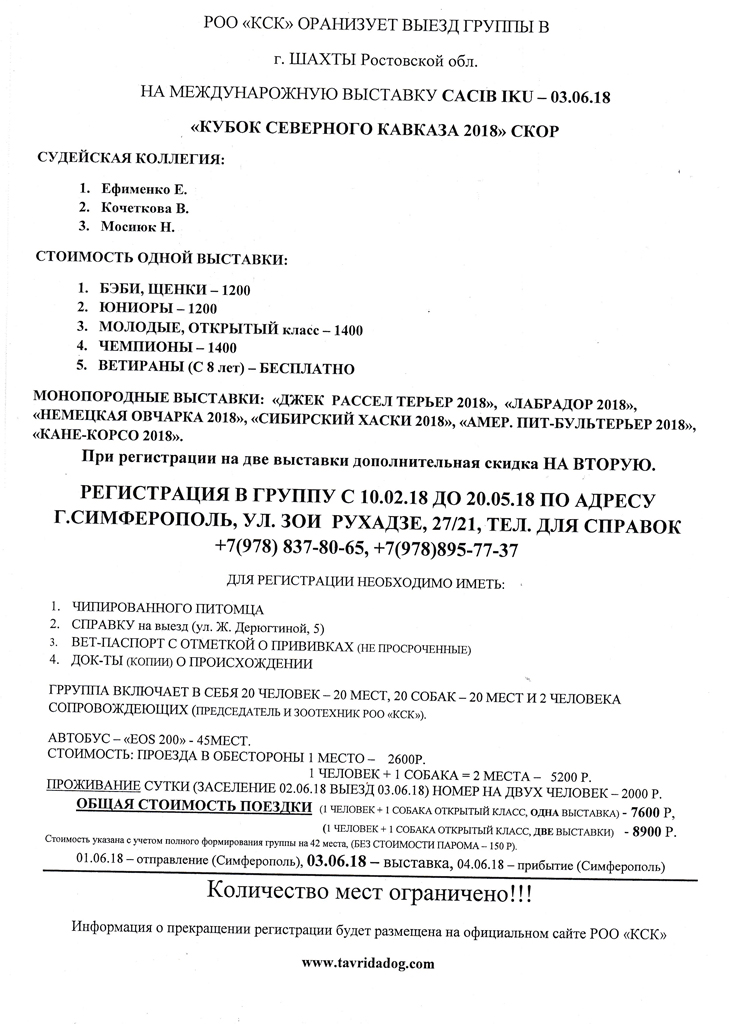 РОО «КСК» ОРАНИЗУЕТ ВЫЕЗД ГРУППЫ В
г. ШАХТЫ Ростовской обл.
НА МЕЖДУНАРОЖНУЮ ВЫСТАВКУ CACIB IKU – 03.06.18
«КУБОК СЕВЕРНОГО КАВКАЗА 2018» СКОР
СУДЕЙСКАЯ КОЛЛЕГИЯ:
1. Ефименко Е.
2. Кочеткова В.
3. Мосиюк Н.
СТОИМОСТЬ ОДНОЙ ВЫСТАВКИ:
1. БЭБИ, ЩЕНКИ – 1200
2. ЮНИОРЫ – 1200
3. МОЛОДЫЕ, ОТКРЫТЫЙ класс – 1400
4. ЧЕМПИОНЫ – 1400
5. ВЕТИРАНЫ (С 8 лет) – БЕСПЛАТНО
МОНОПОРОДНЫЕ ВЫСТАВКИ: «ДЖЕК РАССЕЛ ТЕРЬЕР 2018», «ЛАБРАДОР 2018»,
«НЕМЕЦКАЯ ОВЧАРКА 2018», «СИБИРСКИЙ ХАСКИ 2018», «АМЕР. ПИТ-БУЛЬТЕРЬЕР 2018»,
«КАНЕ-КОРСО 2018».
При регистрации на две выставки дополнительная скидка НА ВТОРУЮ.
РЕГИСТРАЦИЯ В ГРУППУ С 10.02.18 ДО 20.05.18 ПО АДРЕСУ
Г.СИМФЕРОПОЛЬ, УЛ. ЗОИ РУХАДЗЕ, 27/21, ТЕЛ. ДЛЯ СПРАВОК
+7(978) 837-80-65, +7(978)895-77-37
ДЛЯ РЕГИСТРАЦИИ НЕОБХОДИМО ИМЕТЬ:
1. ЧИПИРОВАННОГО ПИТОМЦА
2. СПРАВКУ на выезд (ул. Ж. Дерюгтиной, 5)
3. ВЕТ-ПАСПОРТ С ОТМЕТКОЙ О ПРИВИВКАХ (НЕ ПРОСРОЧЕННЫЕ)
4. ДОК-ТЫ (КОПИИ) О ПРОИСХОЖДЕНИИ
ГРРУППА ВКЛЮЧАЕТ В СЕБЯ 20 ЧЕЛОВЕК – 20 МЕСТ, 20 СОБАК – 20 МЕСТ И 2 ЧЕЛОВЕКА
СОПРОВОЖДЕЮЩИХ (ПРЕДСЕДАТЕЛЬ И ЗООТЕХНИК РОО «КСК»).
АВТОБУС – «EOS 200» - 45МЕСТ.
СТОИМОСТЬ: ПРОЕЗДА В ОБЕСТОРОНЫ 1 МЕСТО – 2600Р.
1 ЧЕЛОВЕК + 1 СОБАКА = 2 МЕСТА – 5200 Р.
ПРОЖИВАНИЕ СУТКИ (ЗАСЕЛЕНИЕ 02.06.18 ВЫЕЗД 03.06.18) НОМЕР НА ДВУХ ЧЕЛОВЕК – 2000 Р.
ОБЩАЯ СТОИМОСТЬ ПОЕЗДКИ (1 ЧЕЛОВЕК + 1 СОБАКА ОТКРЫТЫЙ КЛАСС, ОДНА ВЫСТАВКА) - 7600 Р,
(1 ЧЕЛОВЕК + 1 СОБАКА ОТКРЫТЫЙ КЛАСС, ДВЕ ВЫСТАВКИ) - 8900 Р.
Стоимость указана с учетом полного формирования группы на 42 места, (БЕЗ СТОИМОСТИ ПАРОМА – 150 Р).
01.06.18 – отправление (Симферополь), 03.06.18 – выставка, 04.06.18 – прибытие (Симферополь)
Количество мест ограничено!!!
Информация о прекращении регистрации будет размещена на официальном сайте РОО «КСК»
www.tavridadog.com